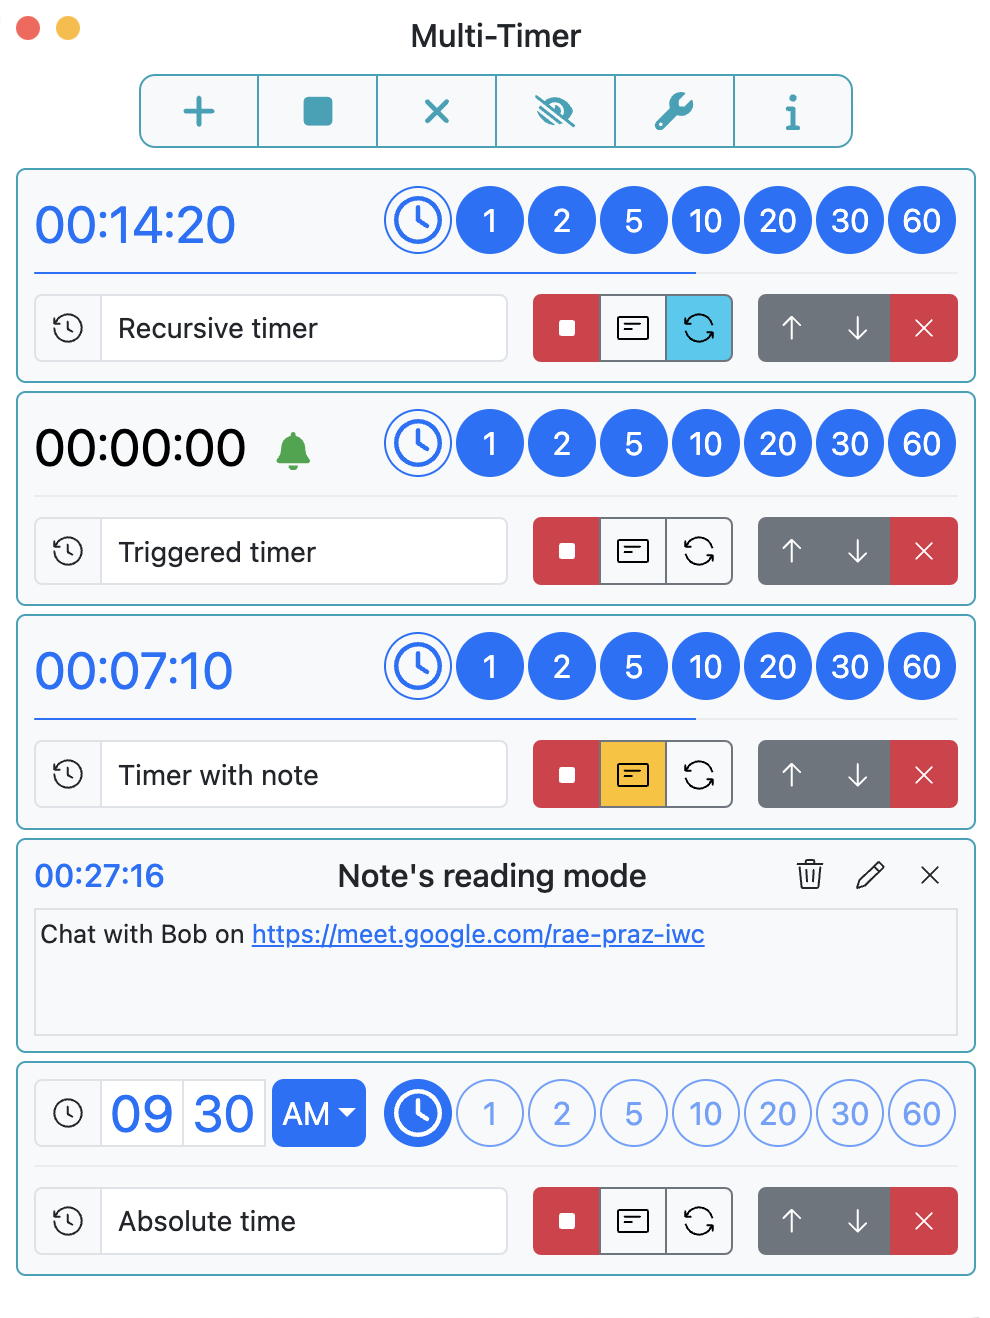 Multi-Timer
00:14:20 1 2 5 10 20 30 60
Recursive timer
00:00:00 1 2 5 10 20 30 60
Triggered timer
00:07:10 1 2 5 10 20 30 60
Timer with note
00:27:16 Note's reading mode
Chat with Bob on https://meet.google.com/rae-praz-iwc
09 30 AM 1 2 5 10 20 30 60
Absolute time